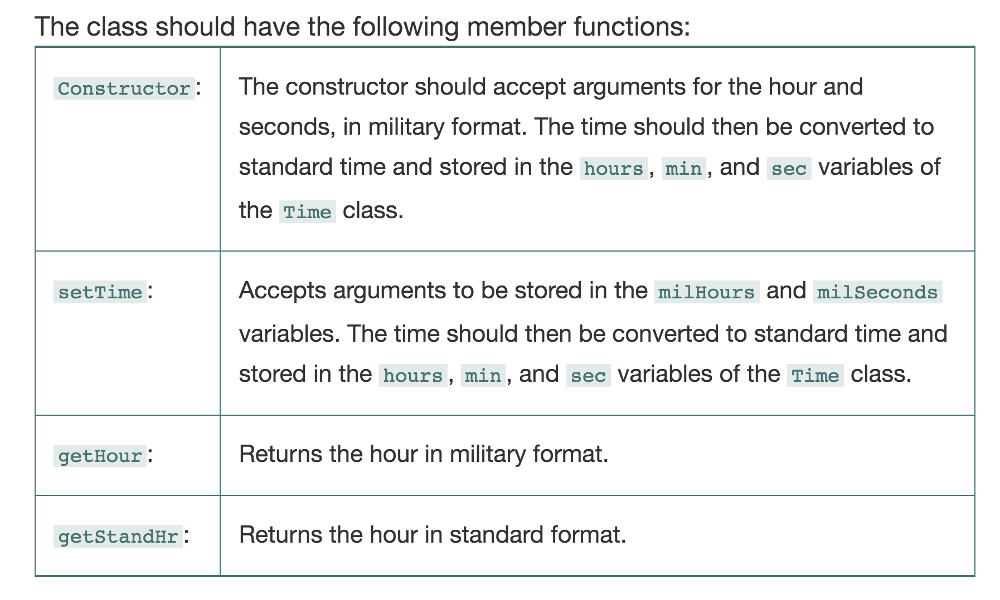 The class should have the following member functions:
Constructor:
The constructor should accept arguments for the hour and
seconds, in military format. The time should then be converted to
standard time and stored in the hours, min, and sec variables of
the Time class.
setTime:
Accepts arguments to be stored in the milHours and milSeconds
variables. The time should then be converted to standard time and
stored in the hours, min, and sec variables of the Time class.
getHour:
Returns the hour in military format.
getStandHr:
Returns the hour in standard format.